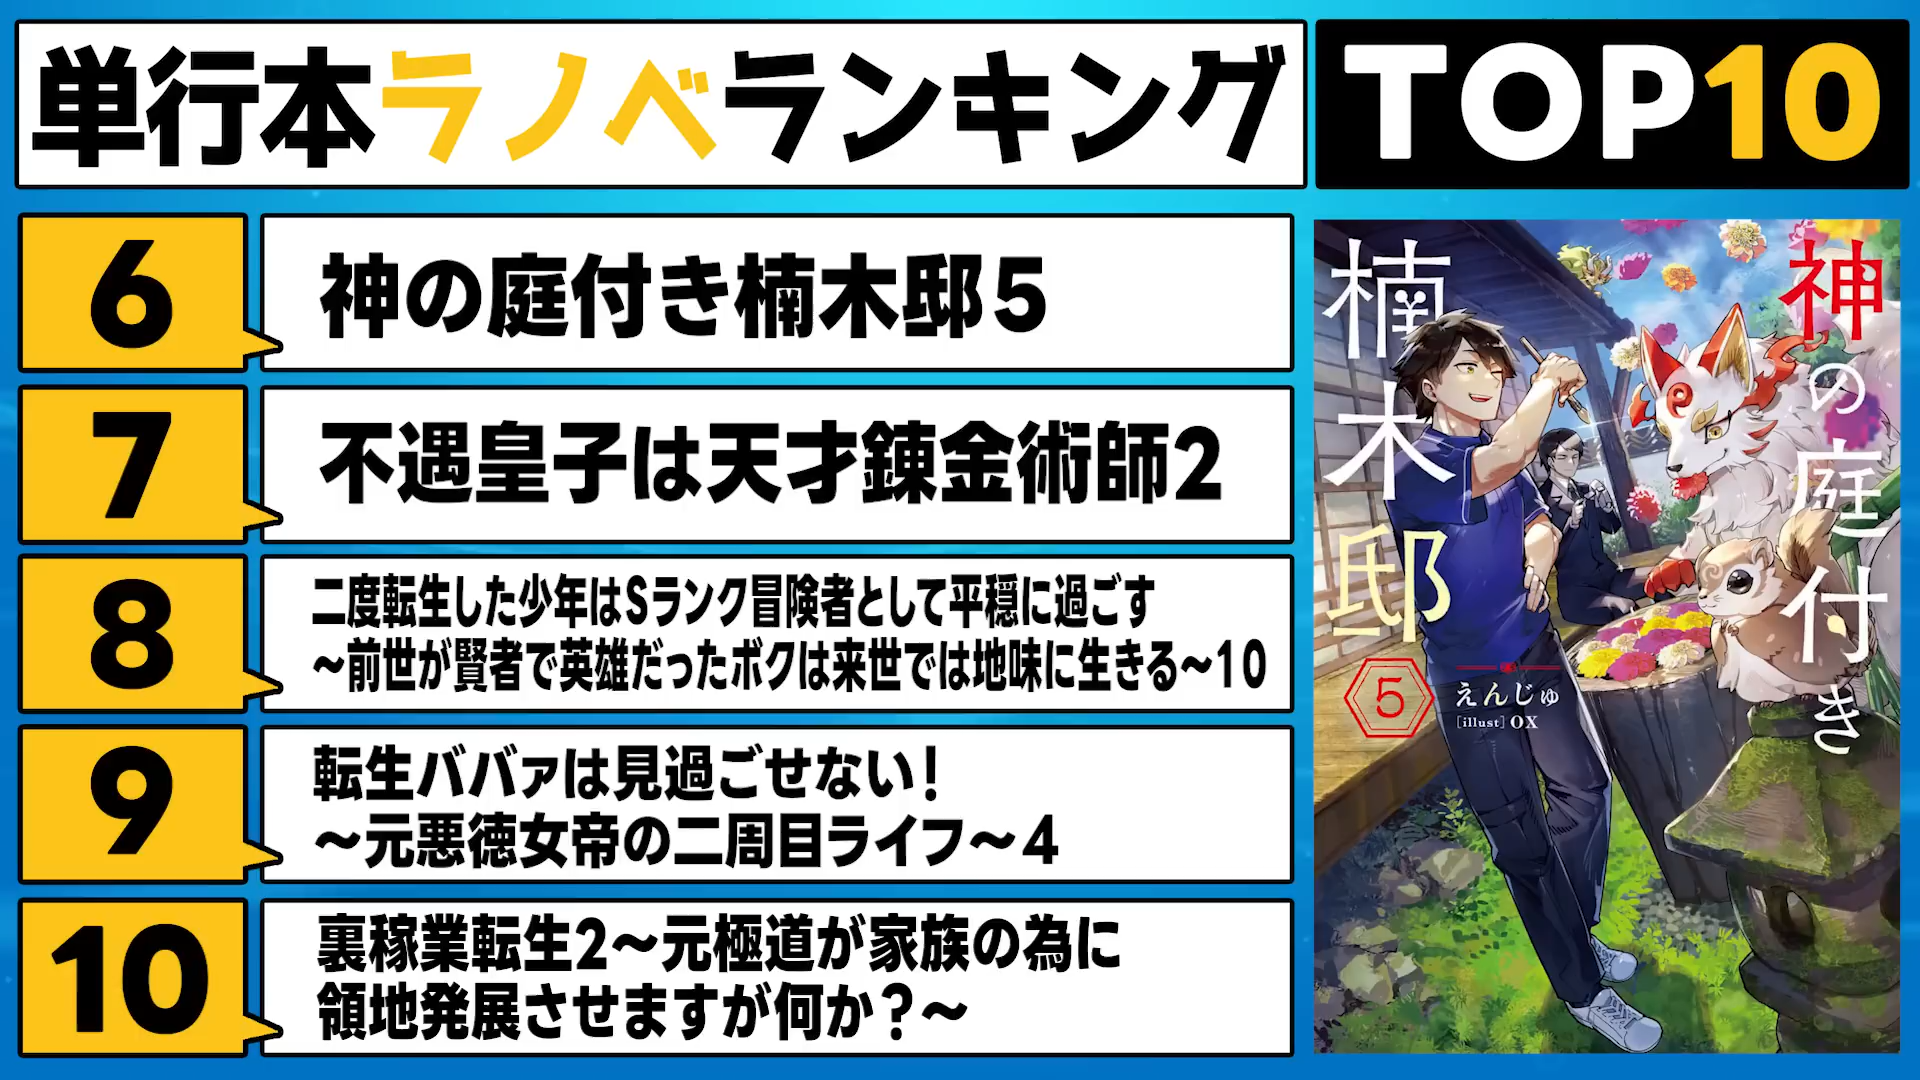 単行本ラノベランキング
TOP10
6
神の庭付き楠木邸5
7
不遇皇子は天才錬金術師2
8
二度転生した少年はSランク冒険者として平穏に過ごす
～前世が賢者で英雄だったボクは来世では地味に生きる～10
9
転生ババァは見過ごせない！
～元悪徳女帝の二周目ライフ～4
10
裏稼業転生2～元極道が家族の為に
領地発展させますが何か？～
神の庭付き
楠木邸
5
えんじゅ
[illust] OX